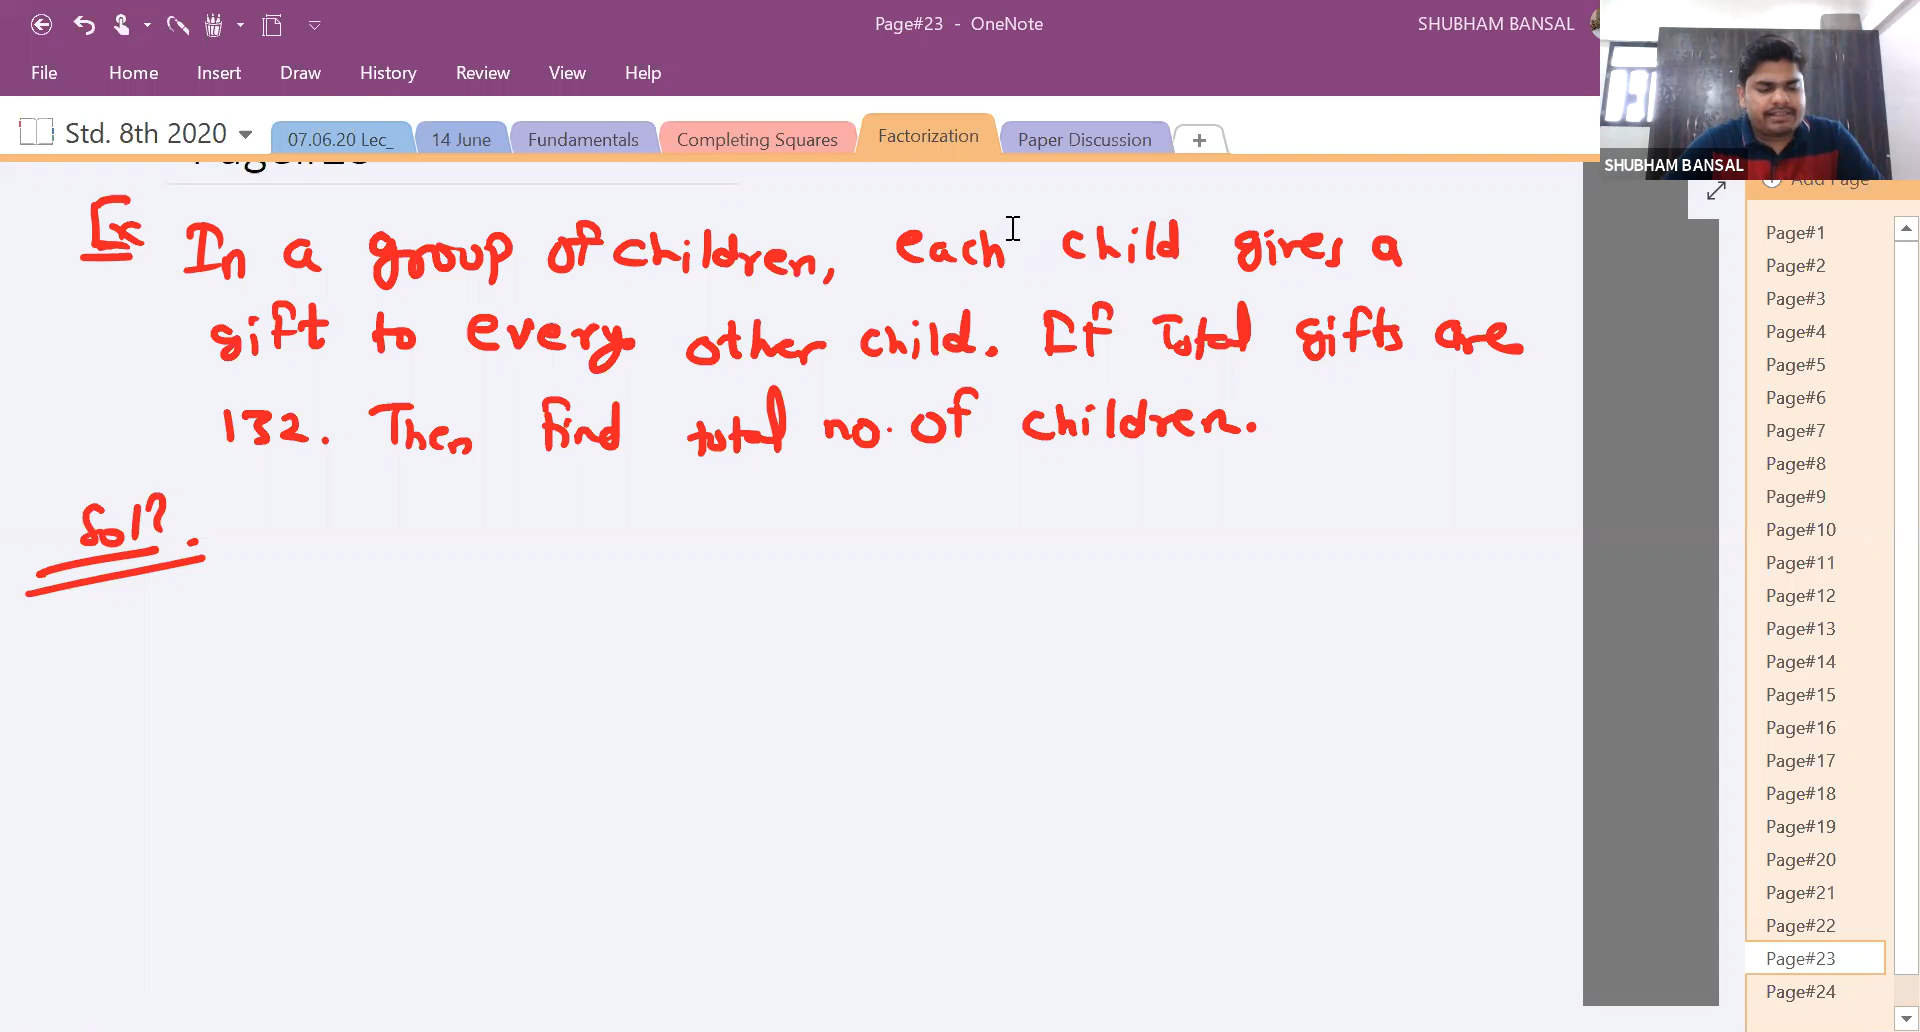 Page#23 - OneNote
SHUBHAM BANSAL
File Home Insert Draw History Review View Help
Std. 8th 2020
07.06.20 Lec_ 14 June Fundamentals Completing Squares Factorization Paper Discussion +
SHUBHAM BANSAL
Add Page
Ex In a group of children, each child gives a
gift to every other child. If Total gifts are
132. Then find total no. of children.
Sol?.
Page#1
Page#2
Page#3
Page#4
Page#5
Page#6
Page#7
Page#8
Page#9
Page#10
Page#11
Page#12
Page#13
Page#14
Page#15
Page#16
Page#17
Page#18
Page#19
Page#20
Page#21
Page#22
Page#23
Page#24